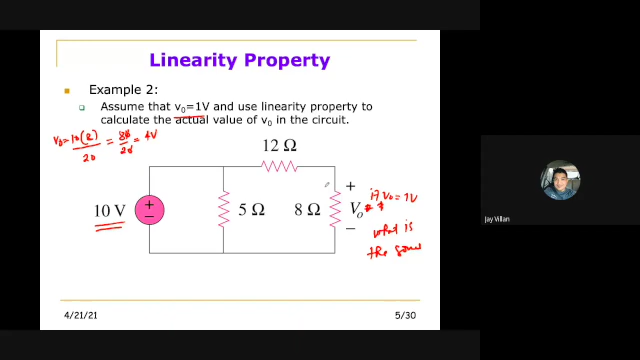 Linearity Property
Example 2:
Assume that v0=1V and use linearity property to
calculate the actual value of v0 in the circuit.
v0 = 10(8) / 20 = 80 / 20 = 4V
12 Ω
10 V
+
−
5 Ω
8 Ω
+
Vo
−
if V0 = 1V
what is
the sour
Jay Villan
4/21/21
5/30